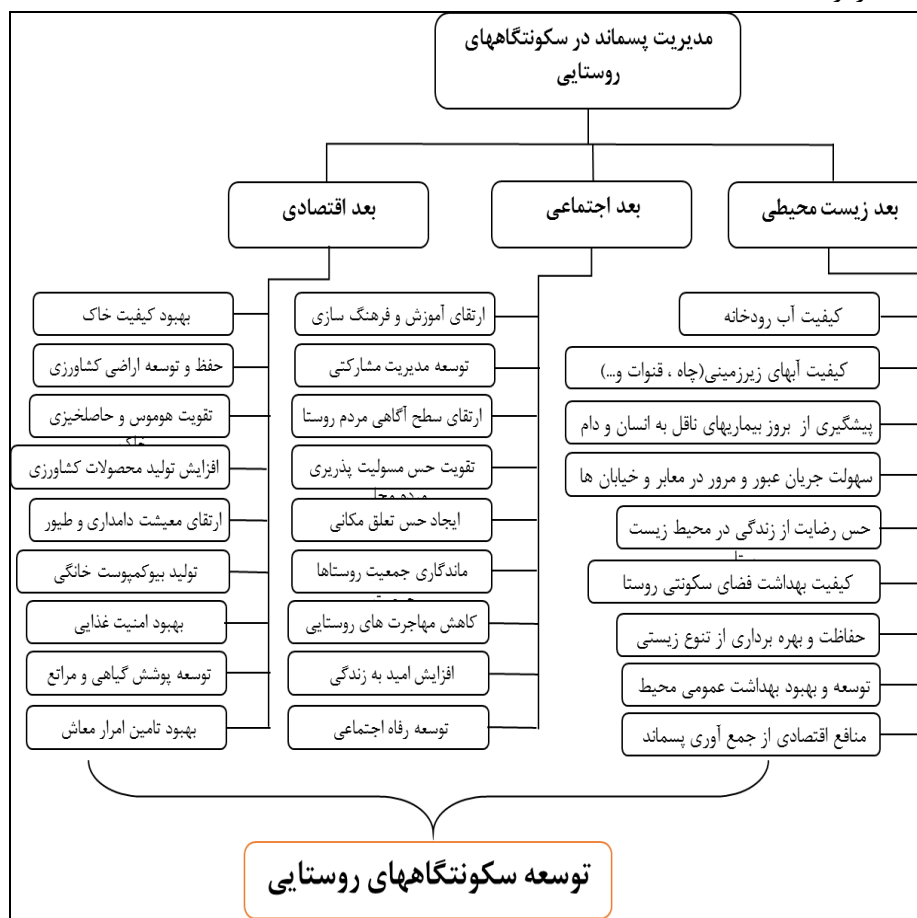 مدیریت پسماند در سکونتگاههای
روستایی
بعد زیست محیطی
بعد اجتماعی
بعد اقتصادی
کیفیت آب رودخانه
کیفیت آبهای زیرزمینی(چاه ، قنوات و...)
پیشگیری از بروز بیماریهای ناقل به انسان و دام
سهولت جریان عبور و مرور در معابر و خیابان ها
حس رضایت از زندگی در محیط زیست
کیفیت بهداشت فضای سکونتی روستا
حفاظت و بهره برداری از تنوع زیستی
توسعه و بهبود بهداشت عمومی محیط
منافع اقتصادی از جمع آوری پسماند
ارتقای آموزش و فرهنگ سازی
توسعه مدیریت مشارکتی
ارتقای سطح آگاهی مردم روستا
تقویت حس مسولیت پذریری
ایجاد حس تعلق مکانی
ماندگاری جمعیت روستاها
کاهش مهاجرت های روستایی
افزایش امید به زندگی
توسعه رفاه اجتماعی
بهبود کیفیت خاک
حفظ و توسعه اراضی کشاورزی
تقویت هوموس و حاصلخیزی
افزایش تولید محصولات کشاورزی
ارتقای معیشت دامداری و طیور
تولید بیوکمپوست خانگی
بهبود امنیت غذایی
توسعه پوشش گیاهی و مراتع
بهبود تامین امرار معاش
توسعه سکونتگاههای روستایی